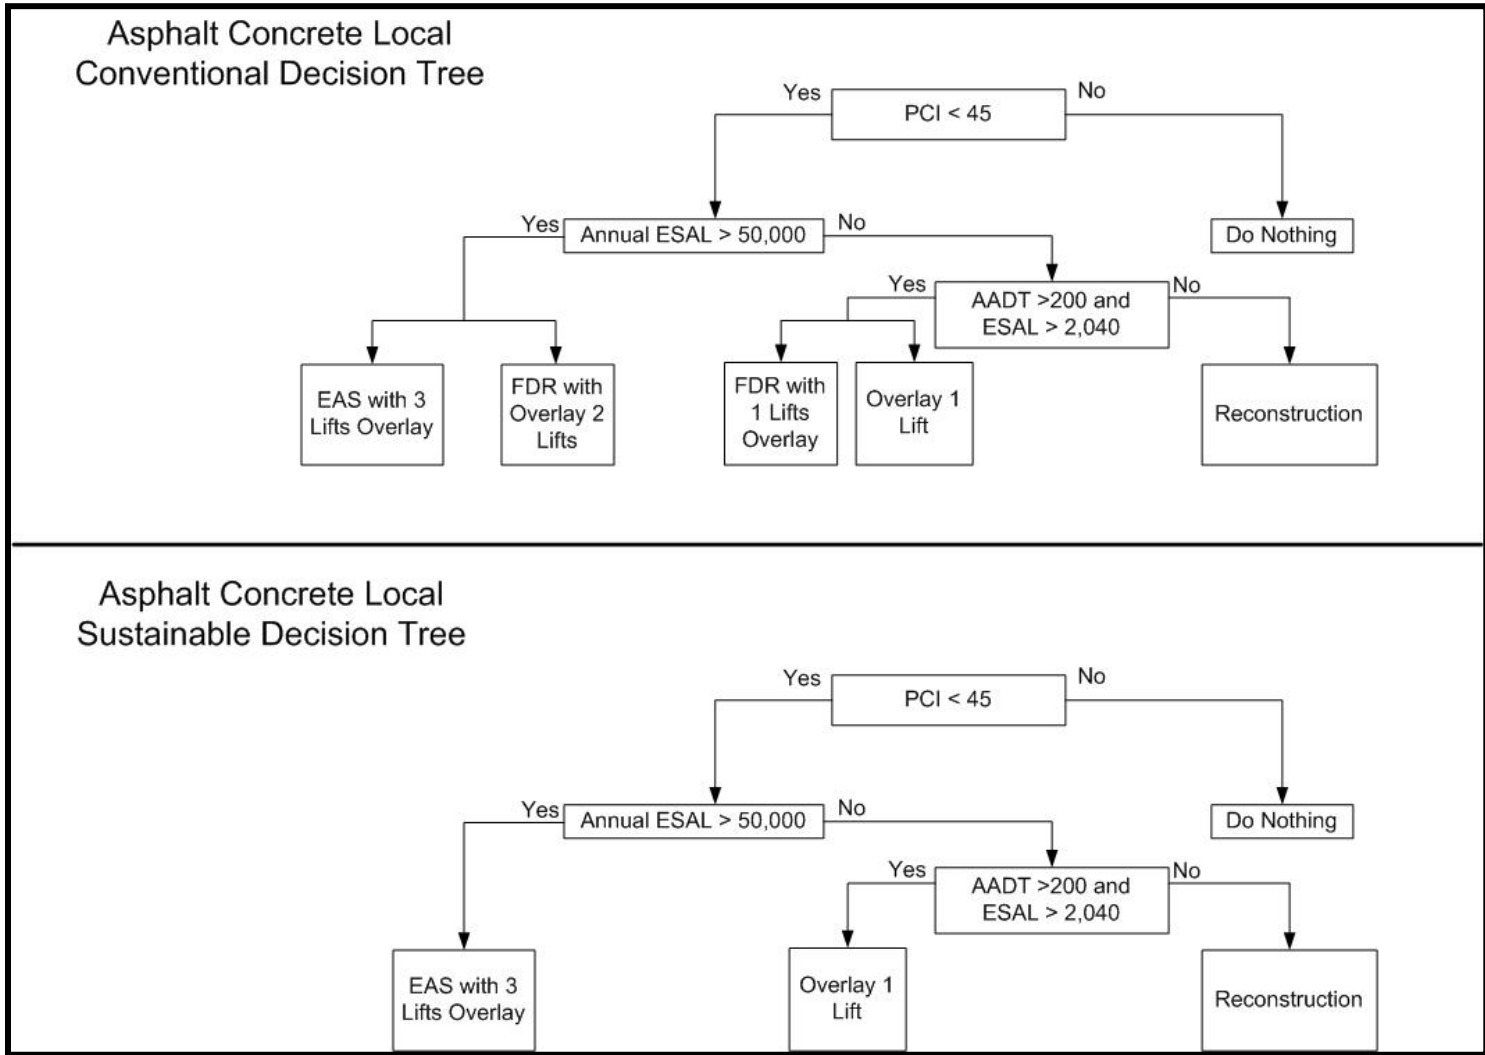 Asphalt Concrete Local
Conventional Decision Tree
Yes
PCI < 45
No
Yes
Annual ESAL > 50,000
No
Do Nothing
Yes
AADT >200 and
ESAL > 2,040
No
EAS with 3
Lifts Overlay
FDR with
Overlay 2
Lifts
FDR with
1 Lifts
Overlay
Overlay 1
Lift
Reconstruction
Asphalt Concrete Local
Sustainable Decision Tree
Yes
PCI < 45
No
Yes
Annual ESAL > 50,000
No
Do Nothing
Yes
AADT >200 and
ESAL > 2,040
No
EAS with 3
Lifts Overlay
Overlay 1
Lift
Reconstruction